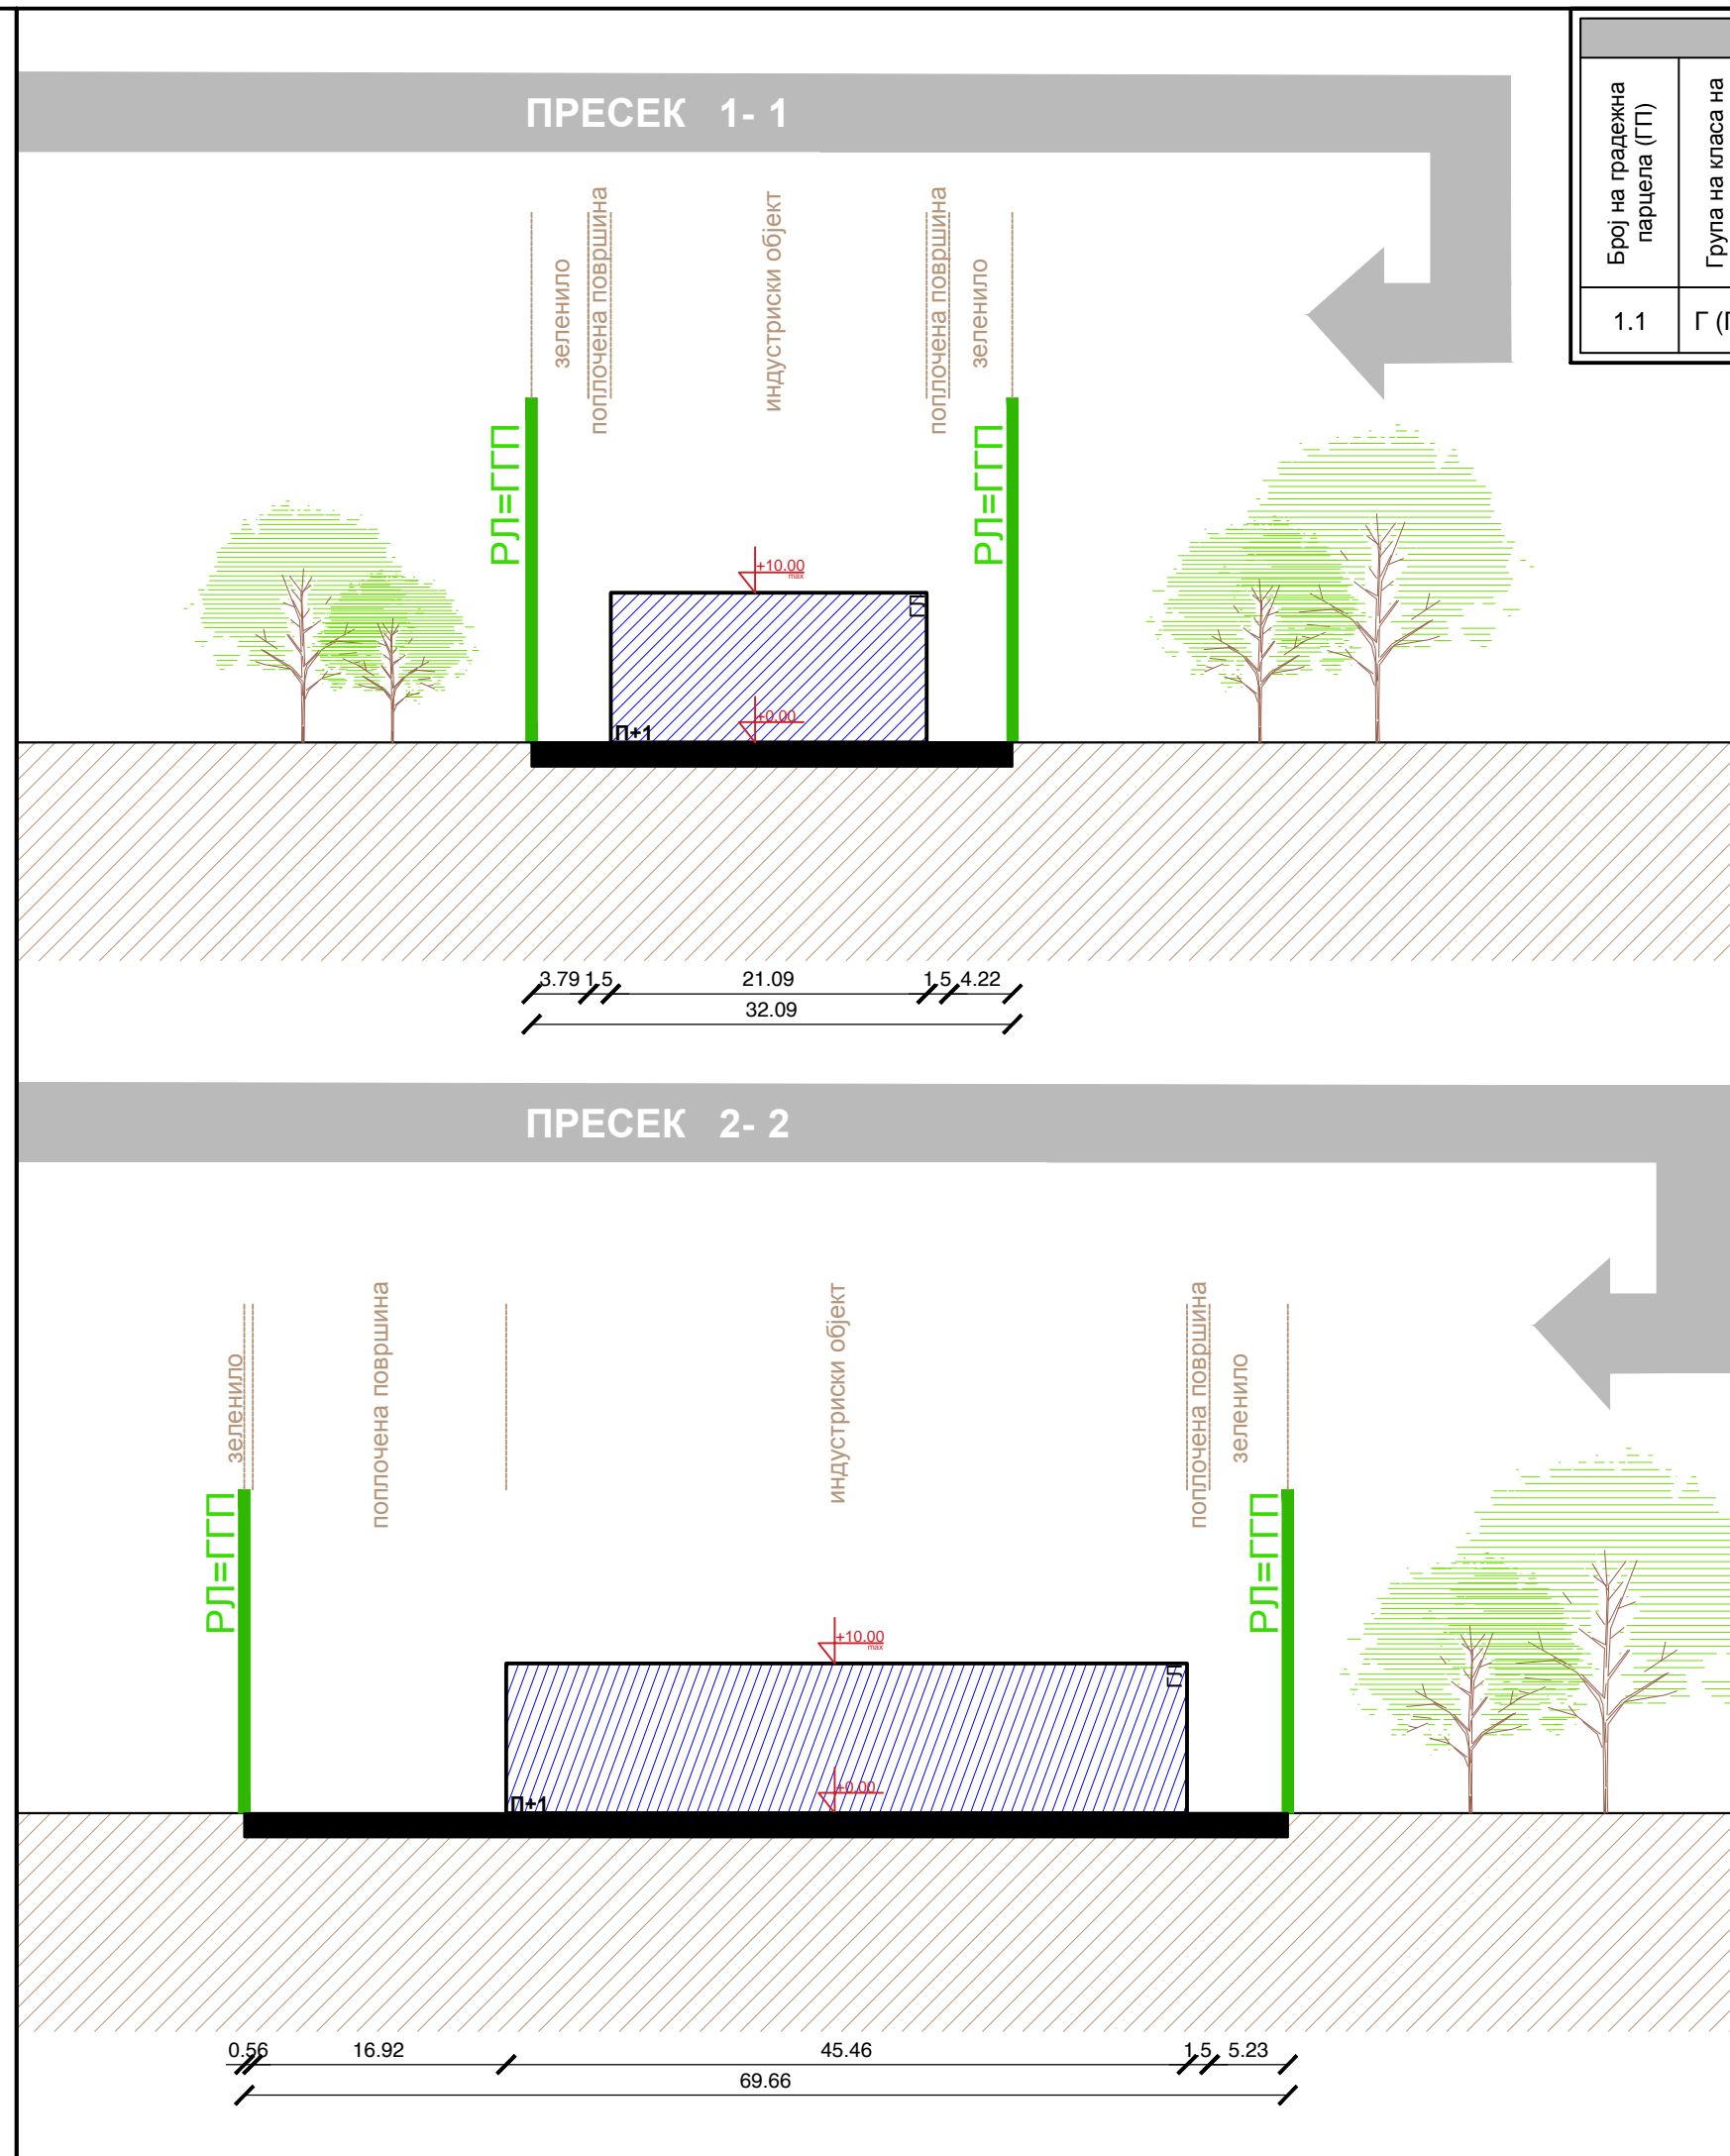 ПРЕСЕК 1- 1
Број на градежна
парцела (ГП)
Група на класа на
1.1
Г (
зеленило
поплочена површина
индустриски објект
поплочена површина
зеленило
РЛ=ГГП
РЛ=ГГП
+10.00
max
ГЛ
+0.00
П+1
3.79 1.5 21.09 1.5 4.22
32.09
ПРЕСЕК 2- 2
зеленило
поплочена површина
индустриски објект
поплочена површина
зеленило
РЛ=ГГП
РЛ=ГГП
+10.00
max
ГЛ
+0.00
П+1
0.56 16.92 45.46 1.5 5.23
69.66